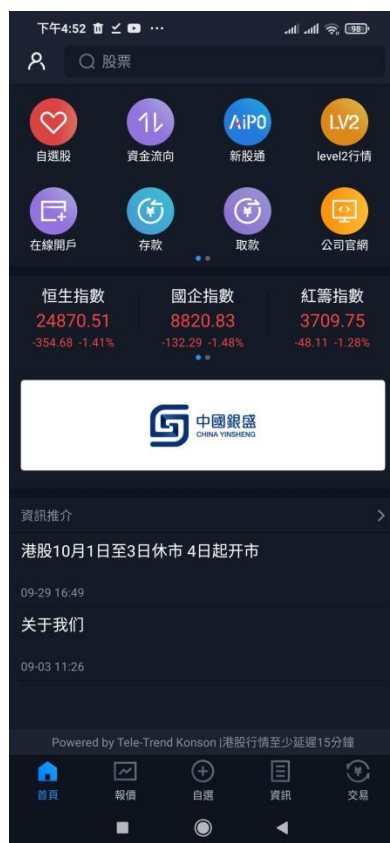 下午4:52 98
股票
自選股 資金流向 新股通 level2行情
AiPO LV2
在線開戶 存款 取款 公司官網
恒生指數 國企指數 紅籌指數
24870.51 8820.83 3709.75
-354.68 -1.41% -132.29 -1.48% -48.11 -1.28%
中國銀盛
CHINA YINSHENG
資訊推介
港股10月1日至3日休市 4日起开市
09-29 16:49
关于我们
09-03 11:26
Powered by Tele-Trend Konson |港股行情至少延遲15分鐘
首頁 報價 自選 資訊 交易